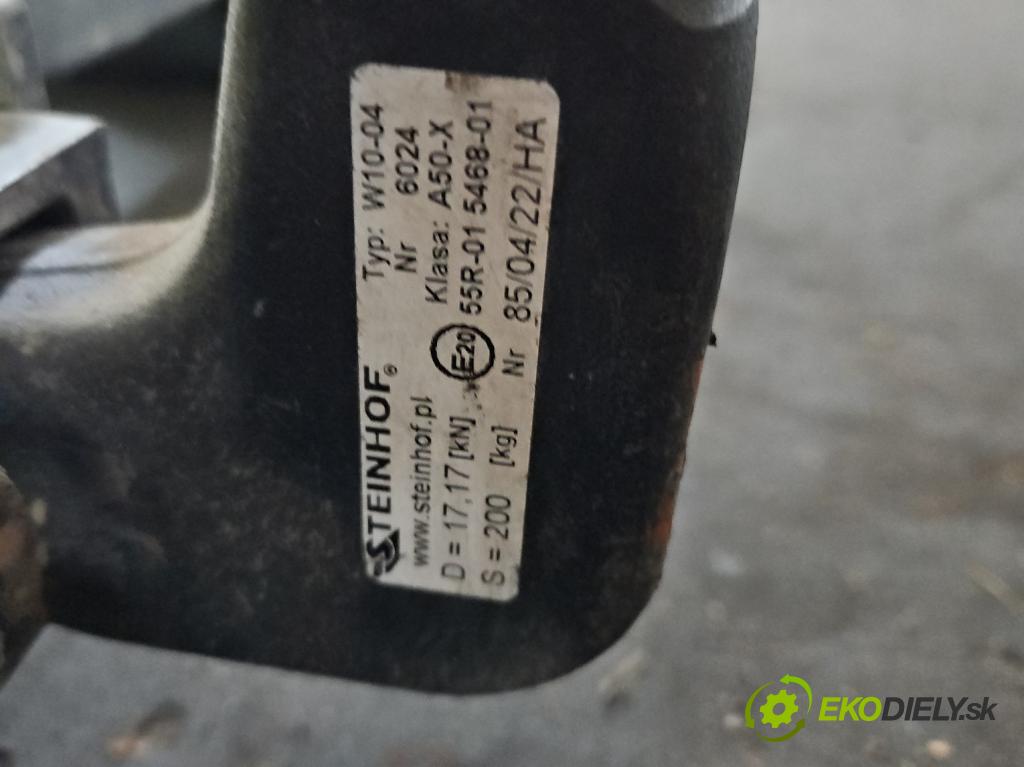 STEINHOF®
www.steinhof.pl
D = 17,17 [kN]
S = 200 [kg]
Typ: W10-04
Nr 6024
Klasa: A50-X
E20 55R-01 5468-01
Nr 85/04/22/HA
EKODIELY.sk